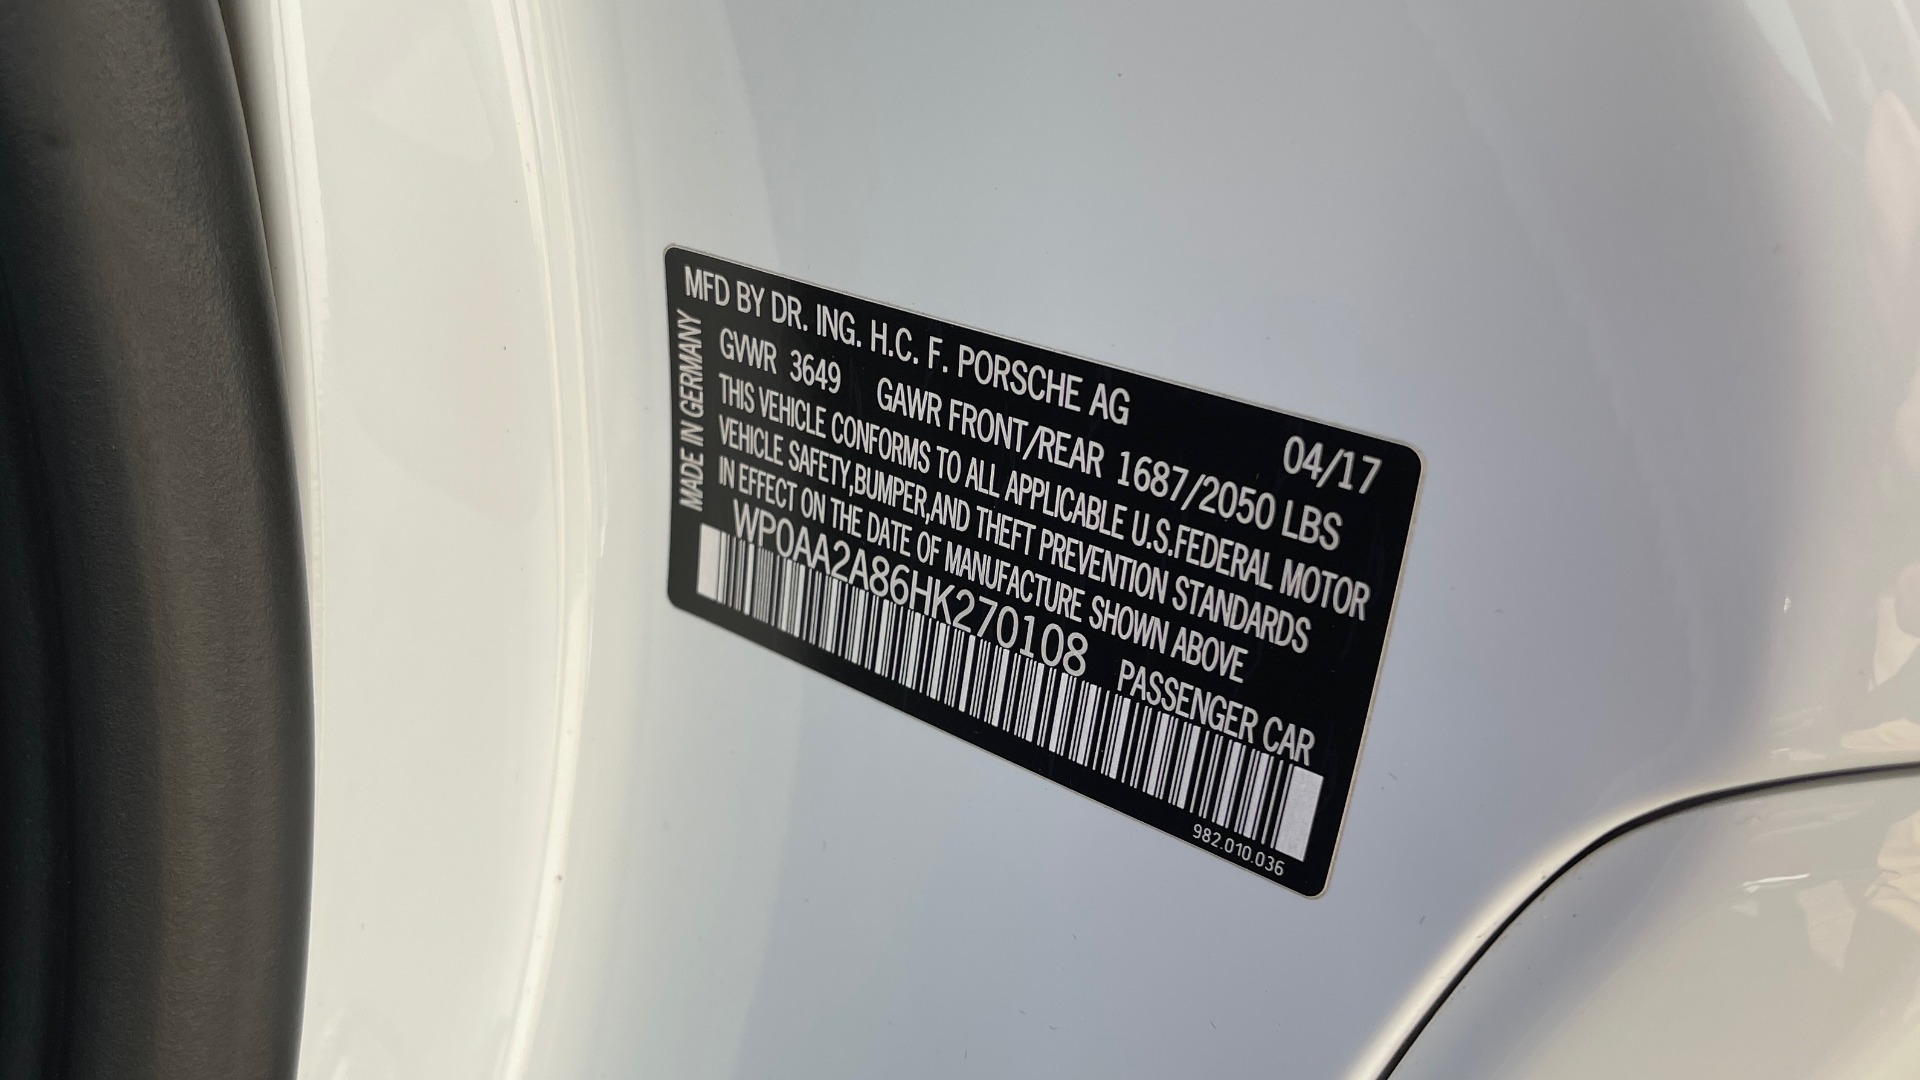 MFD BY DR. ING. H.C. F. PORSCHE AG 04/17
MADE IN GERMANY
GVWR 3649 GAWR FRONT/REAR 1687/2050 LBS
THIS VEHICLE CONFORMS TO ALL APPLICABLE U.S.FEDERAL MOTOR
VEHICLE SAFETY,BUMPER,AND THEFT PREVENTION STANDARDS
IN EFFECT ON THE DATE OF MANUFACTURE SHOWN ABOVE
WP0AA2A86HK270108 PASSENGER CAR
982.010.036